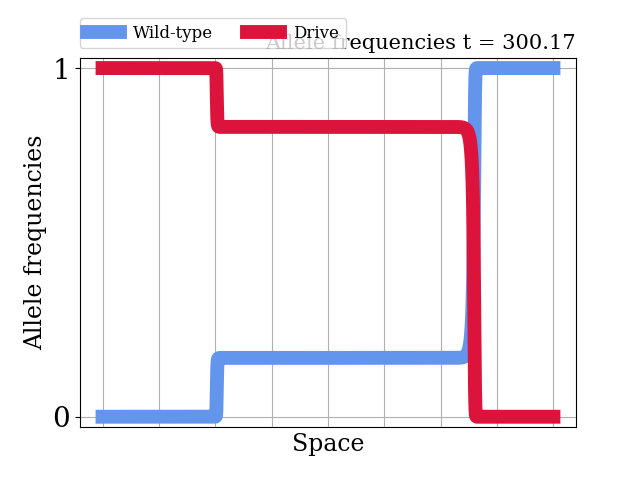 Wild-type
Drive
Allele frequencies t = 300.17
1
Allele frequencies
0
Space